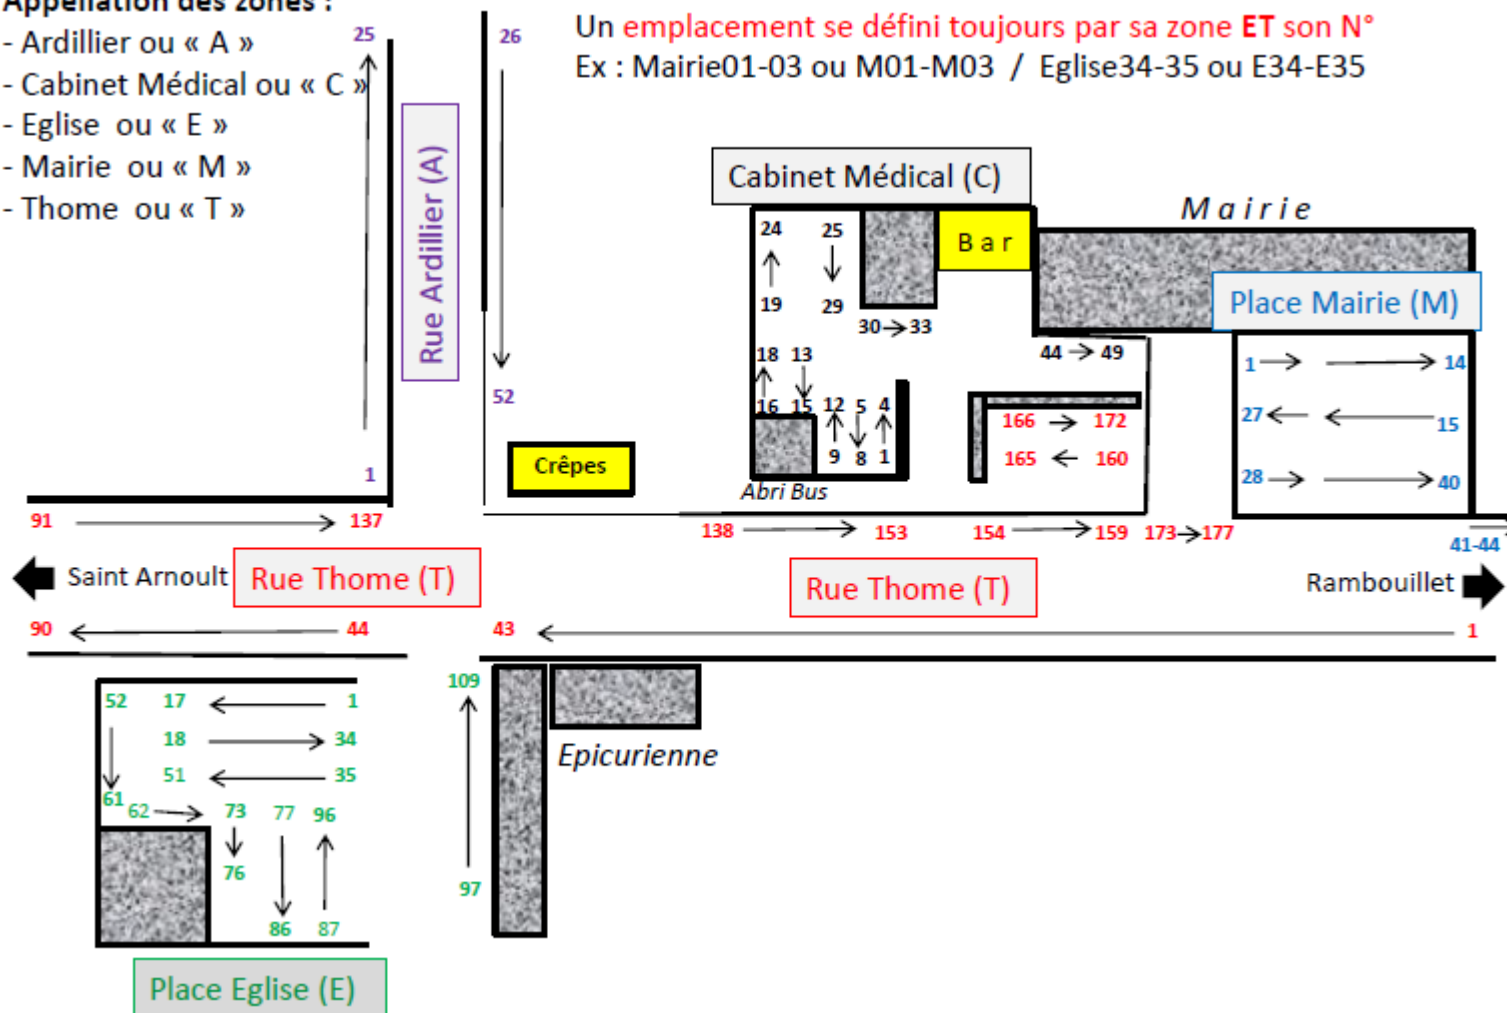 Appellation des zones :
- Ardillier ou « A »
- Cabinet Médical ou « C »
- Eglise ou « E »
- Mairie ou « M »
- Thome ou « T »
Un emplacement se défini toujours par sa zone ET son N°
Ex : Mairie01-03 ou M01-M03 / Eglise34-35 ou E34-E35
25
26
Rue Ardillier (A)
52
1
Crêpes
Cabinet Médical (C)
Mairie
Bar
24 25
19 29
30 33
18 13
16 15 12 5 4
9 8 1
Abri Bus
44 49
166 172
165 160
Place Mairie (M)
1 14
27 15
28 40
41-44
91 137
138 153 154 159 173 177
Saint Arnoult
Rue Thome (T)
Rue Thome (T)
Rambouillet
90 44 43 1
52 17 1
18 34
51 35
61 62 73 77 96
76
86 87
109
97
Epicurienne
Place Eglise (E)